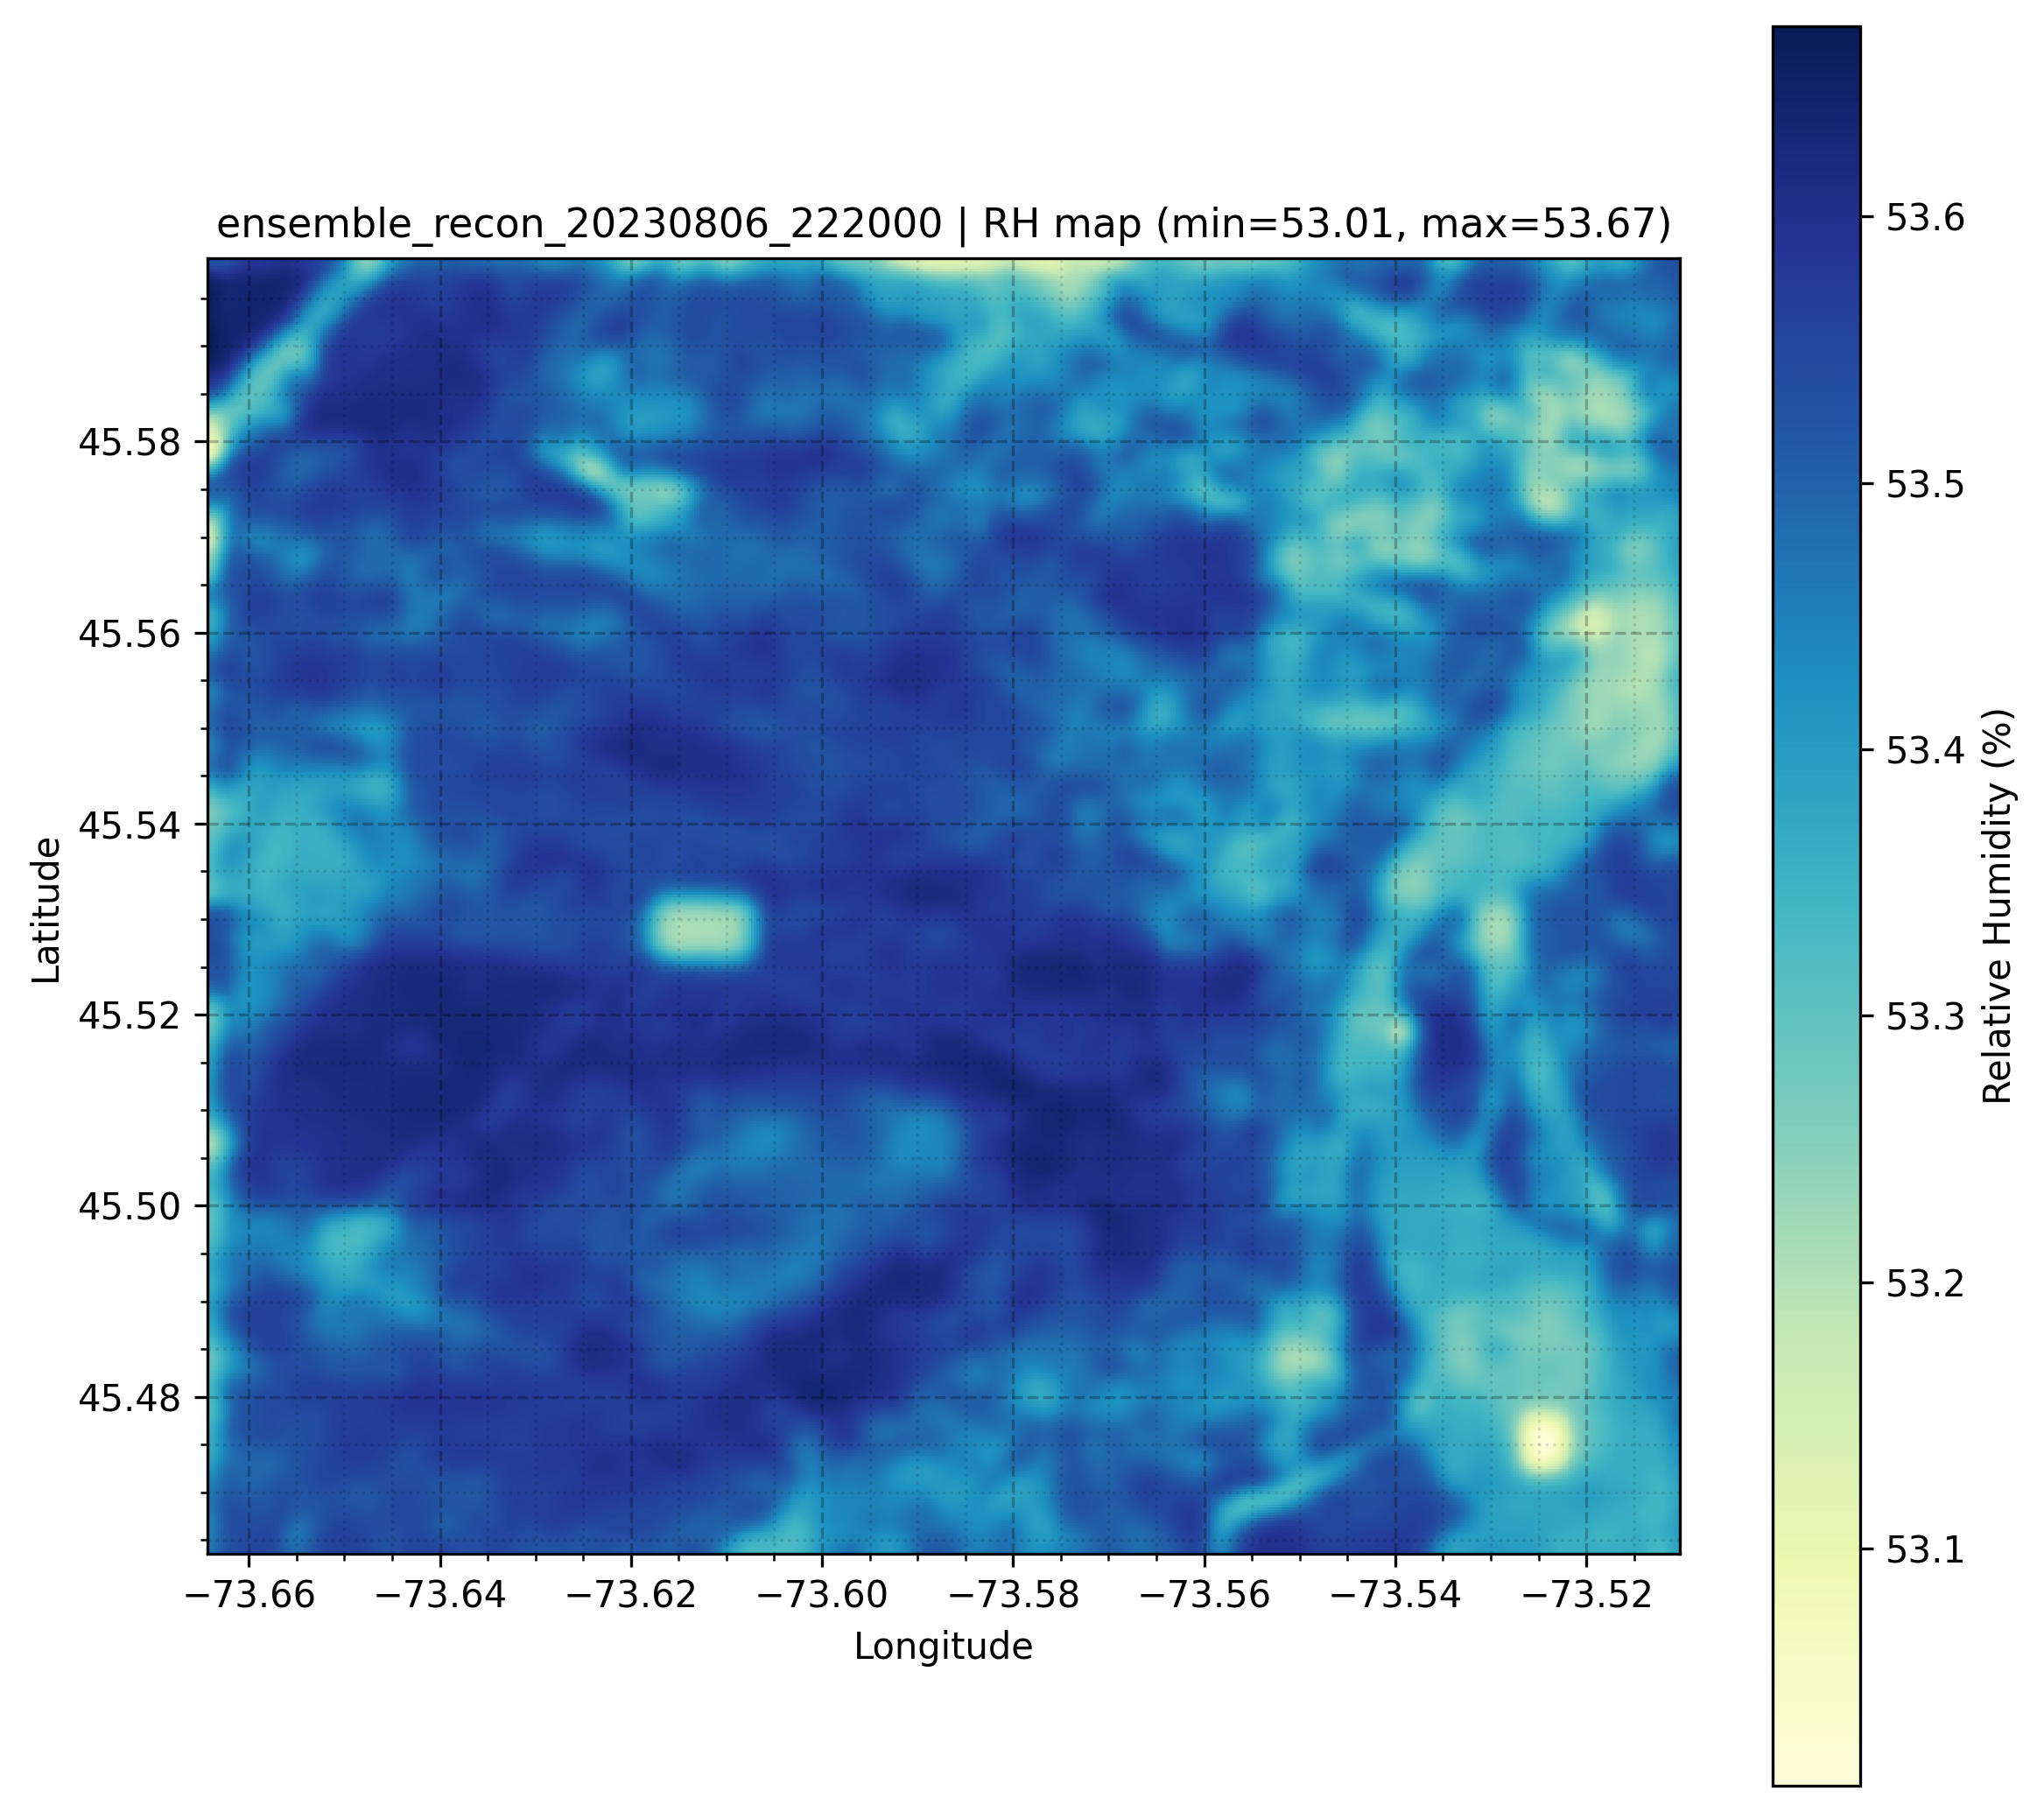 ensemble_recon_20230806_222000 | RH map (min=53.01, max=53.67)
45.58
45.56
45.54
45.52
45.50
45.48
Latitude
−73.66 −73.64 −73.62 −73.60 −73.58 −73.56 −73.54 −73.52
Longitude
53.6
53.5
53.4
53.3
53.2
53.1
Relative Humidity (%)